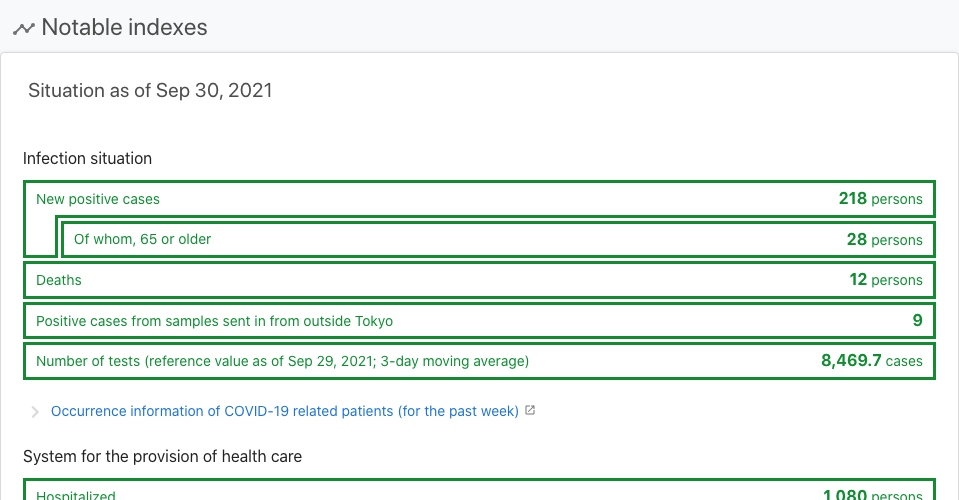 Notable indexes
Situation as of Sep 30, 2021
Infection situation
New positive cases 218 persons
Of whom, 65 or older 28 persons
Deaths 12 persons
Positive cases from samples sent in from outside Tokyo 9
Number of tests (reference value as of Sep 29, 2021; 3-day moving average) 8,469.7 cases
Occurrence information of COVID-19 related patients (for the past week)
System for the provision of health care
Hospitalized 1,080 persons